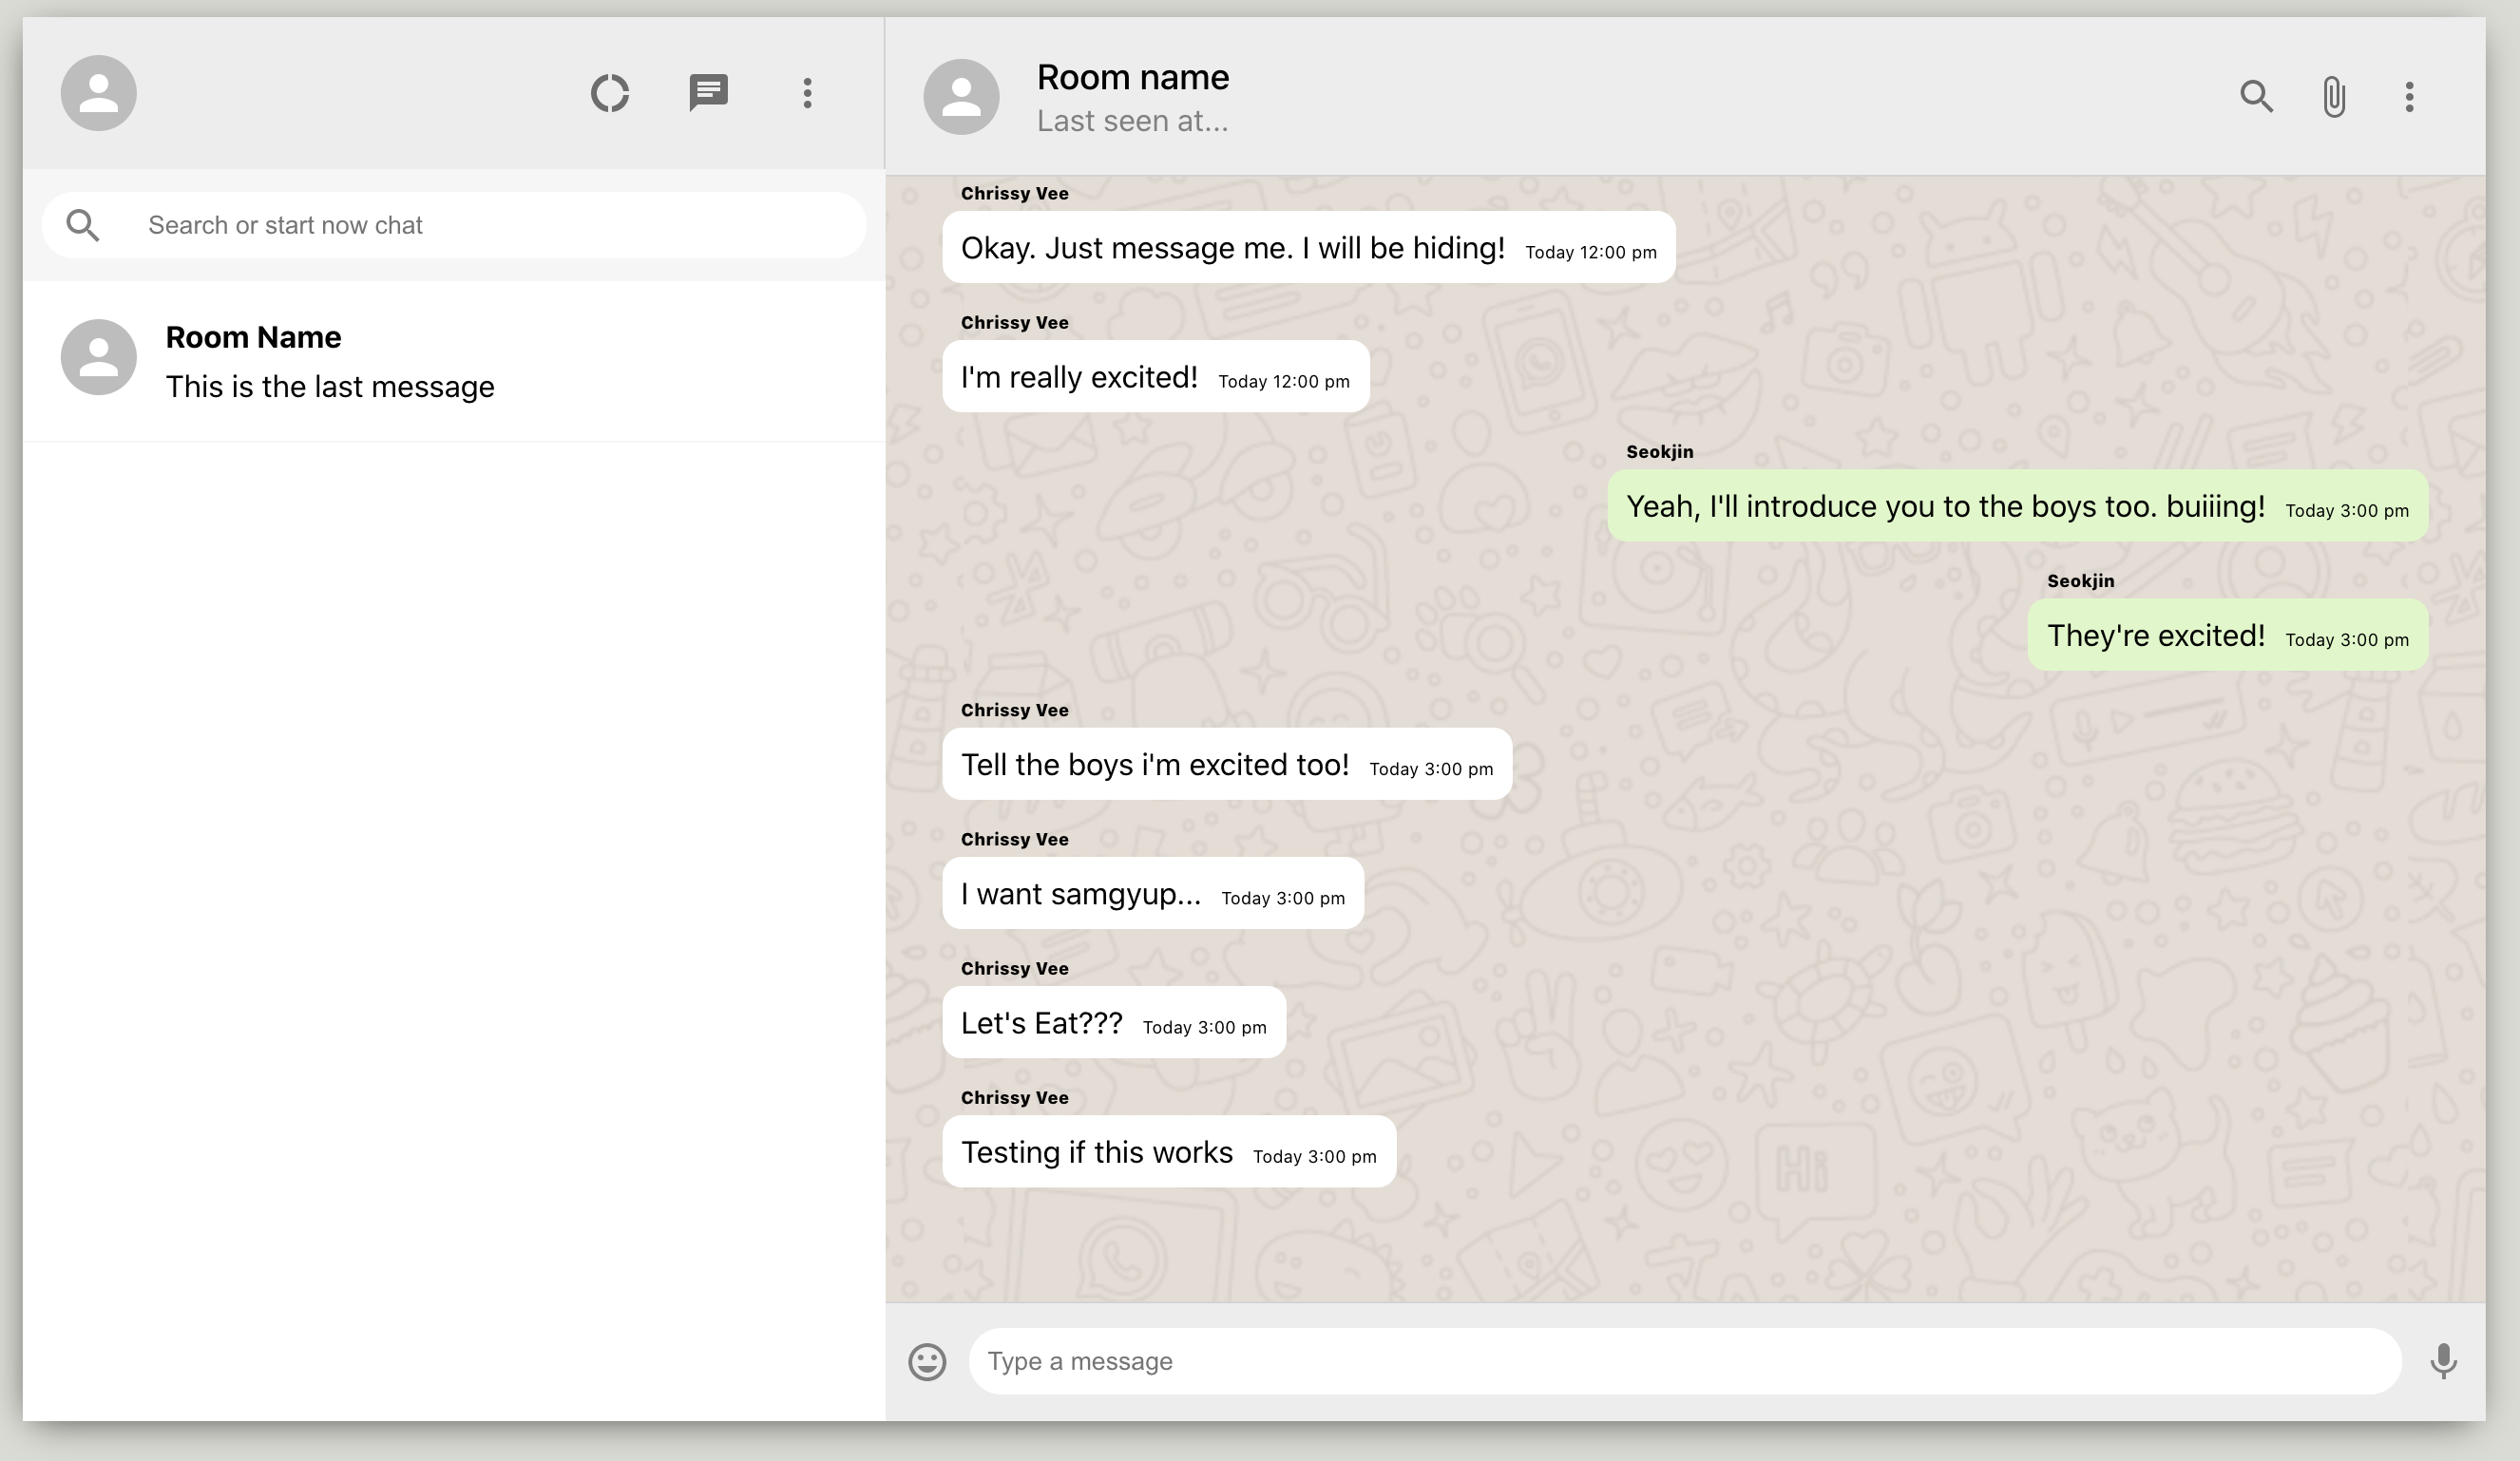 Search or start now chat
Room Name
This is the last message
Room name
Last seen at...
Chrissy Vee
Okay. Just message me. I will be hiding! Today 12:00 pm
Chrissy Vee
I'm really excited! Today 12:00 pm
Seokjin
Yeah, I'll introduce you to the boys too. buiiing! Today 3:00 pm
Seokjin
They're excited! Today 3:00 pm
Chrissy Vee
Tell the boys i'm excited too! Today 3:00 pm
Chrissy Vee
I want samgyup... Today 3:00 pm
Chrissy Vee
Let's Eat??? Today 3:00 pm
Chrissy Vee
Testing if this works Today 3:00 pm
Hi
Type a message